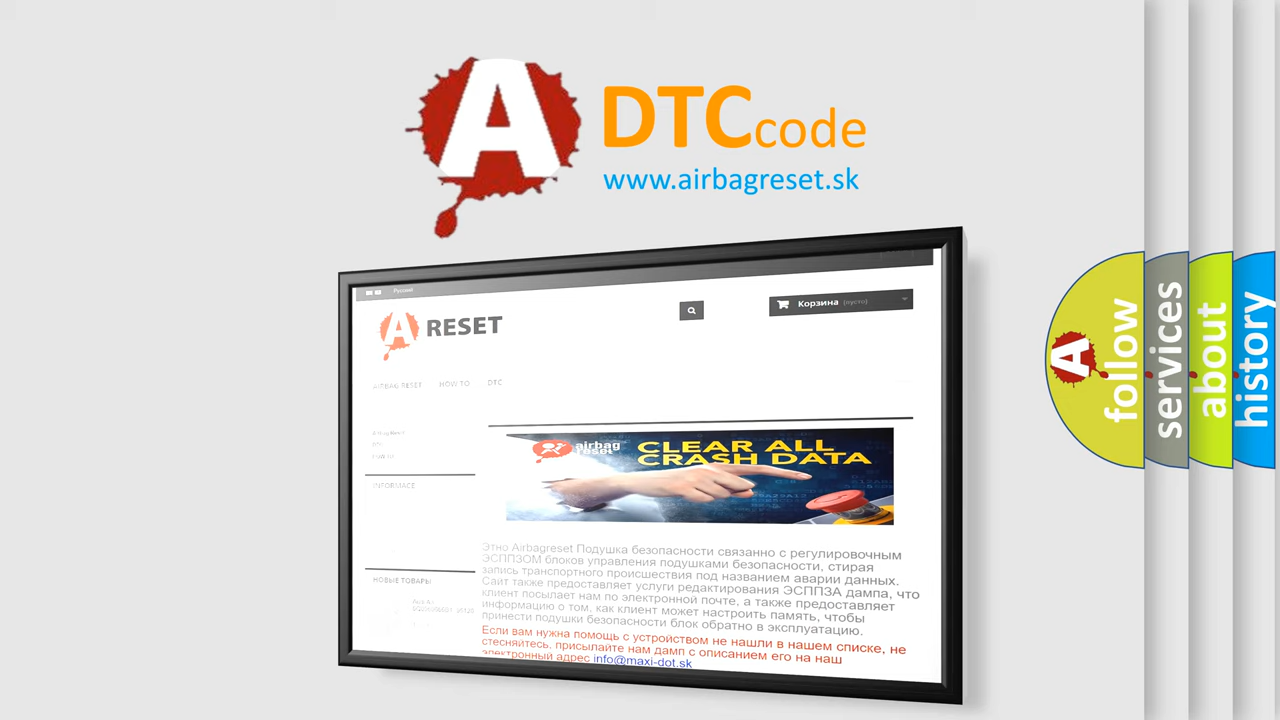 A
DTCcode
www.airbagreset.sk
Русский
A RESET
Корзина (пусто)
AIRBAG RESET HOW TO DTC
INFORMACE
airbag
reset
CLEAR ALL
CRASH DATA
Этно Airbagreset Подушка безопасности связанно с регулировочным
ЭСППЗОМ блоков управления подушками безопасности, стирая
запись транспортного происшествия под названием аварии данных.
Сайт также предоставляет услуги редактирования ЭСППЗА дампа, что
клиент посылает нам по электронной почте, а также предоставляет
информацию о том, как клиент может настроить память, чтобы
принести подушки безопасности блок обратно в эксплуатацию.
Если вам нужна помощь с устройством не нашли в нашем списке, не
стесняйтесь, присылайте нам дамп с описанием его на наш
электронный адрес info@maxi-dot.sk
НОВЫЕ ТОВАРЫ
A
follow
services
about
history